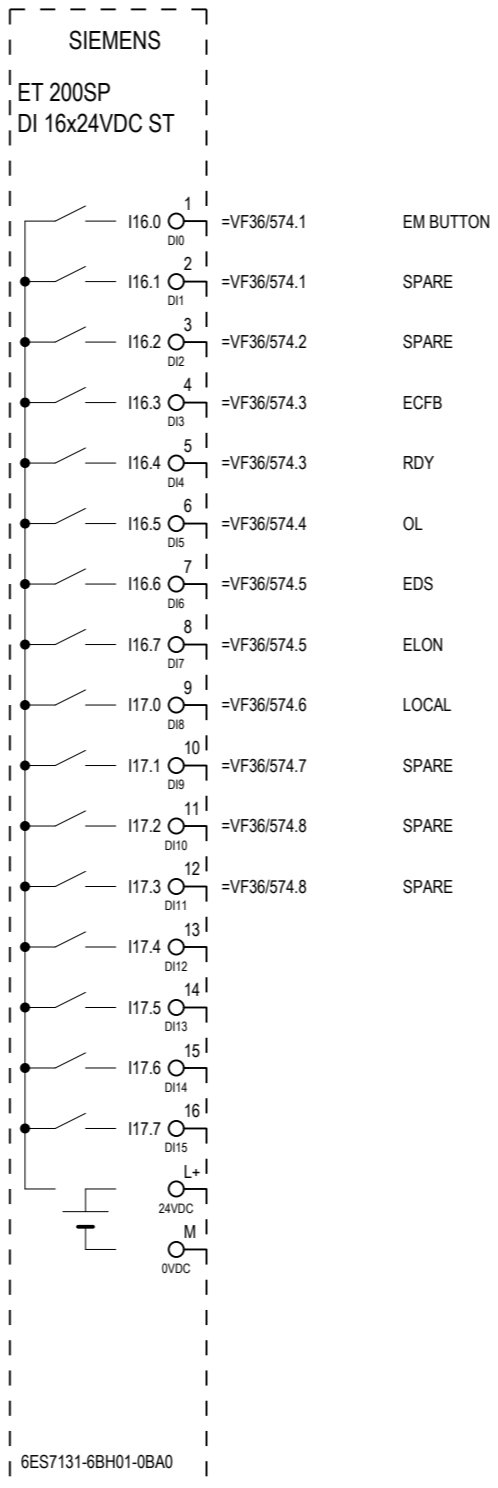 SIEMENS
ET 200SP
DI 16x24VDC ST
1
I16.0 =VF36/574.1 EM BUTTON
DI0
2
I16.1 =VF36/574.1 SPARE
DI1
3
I16.2 =VF36/574.2 SPARE
DI2
4
I16.3 =VF36/574.3 ECFB
DI3
5
I16.4 =VF36/574.3 RDY
DI4
6
I16.5 =VF36/574.4 OL
DI5
7
I16.6 =VF36/574.5 EDS
DI6
8
I16.7 =VF36/574.5 ELON
DI7
9
I17.0 =VF36/574.6 LOCAL
DI8
10
I17.1 =VF36/574.7 SPARE
DI9
11
I17.2 =VF36/574.8 SPARE
DI10
12
I17.3 =VF36/574.8 SPARE
DI11
13
I17.4
DI12
14
I17.5
DI13
15
I17.6
DI14
16
I17.7
DI15
L+
24VDC
M
0VDC
6ES7131-6BH01-0BA0